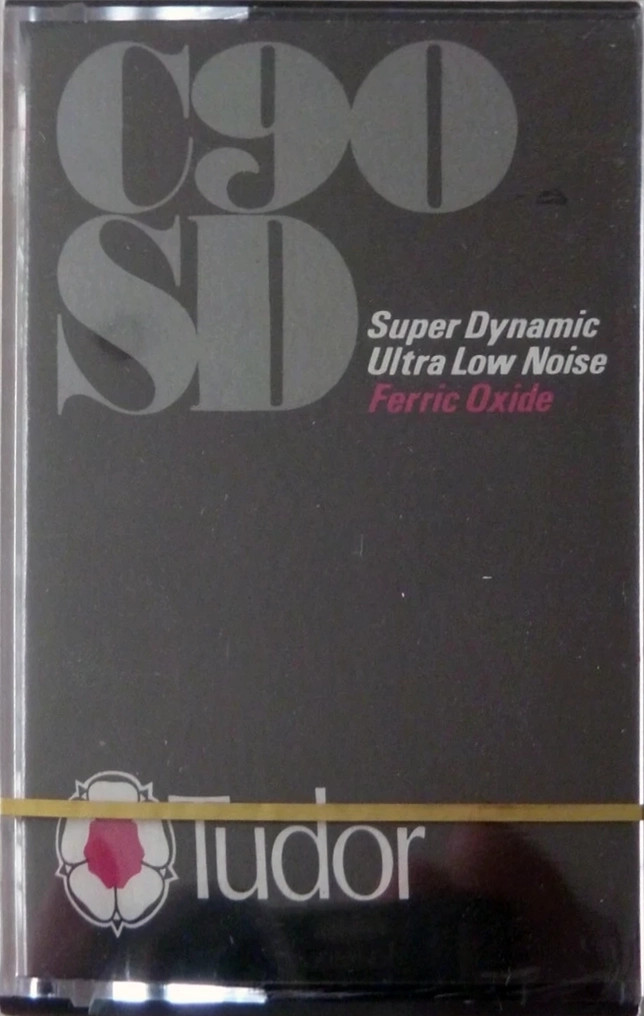 C90
SD
Super Dynamic
Ultra Low Noise
Ferric Oxide
Tudor